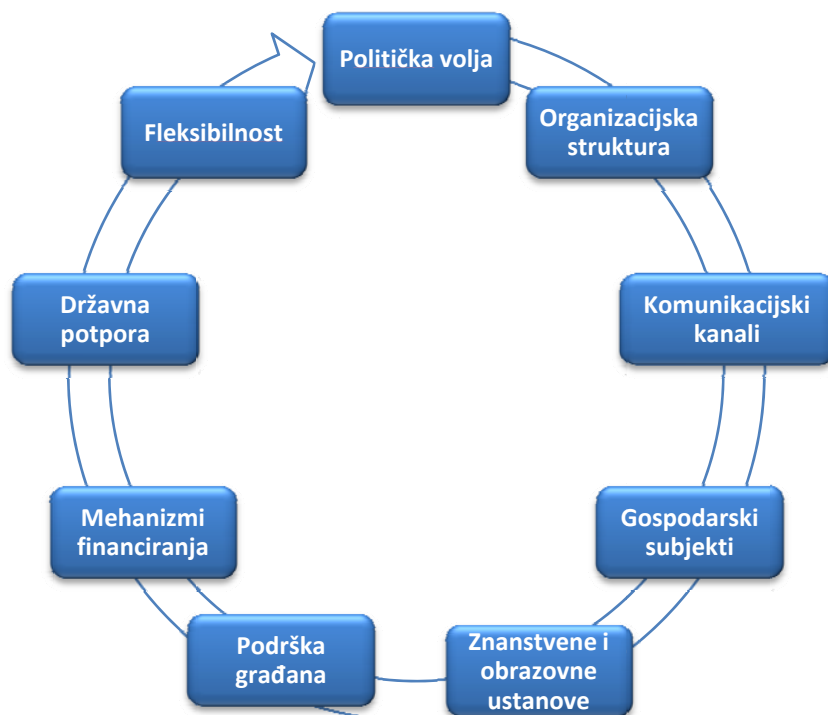 Politička volja
Organizacijska
struktura
Komunikacijski
kanali
Gospodarski
subjekti
Znanstvene i
obrazovne
ustanove
Podrška
građana
Mehanizmi
financiranja
Državna
potpora
Fleksibilnost